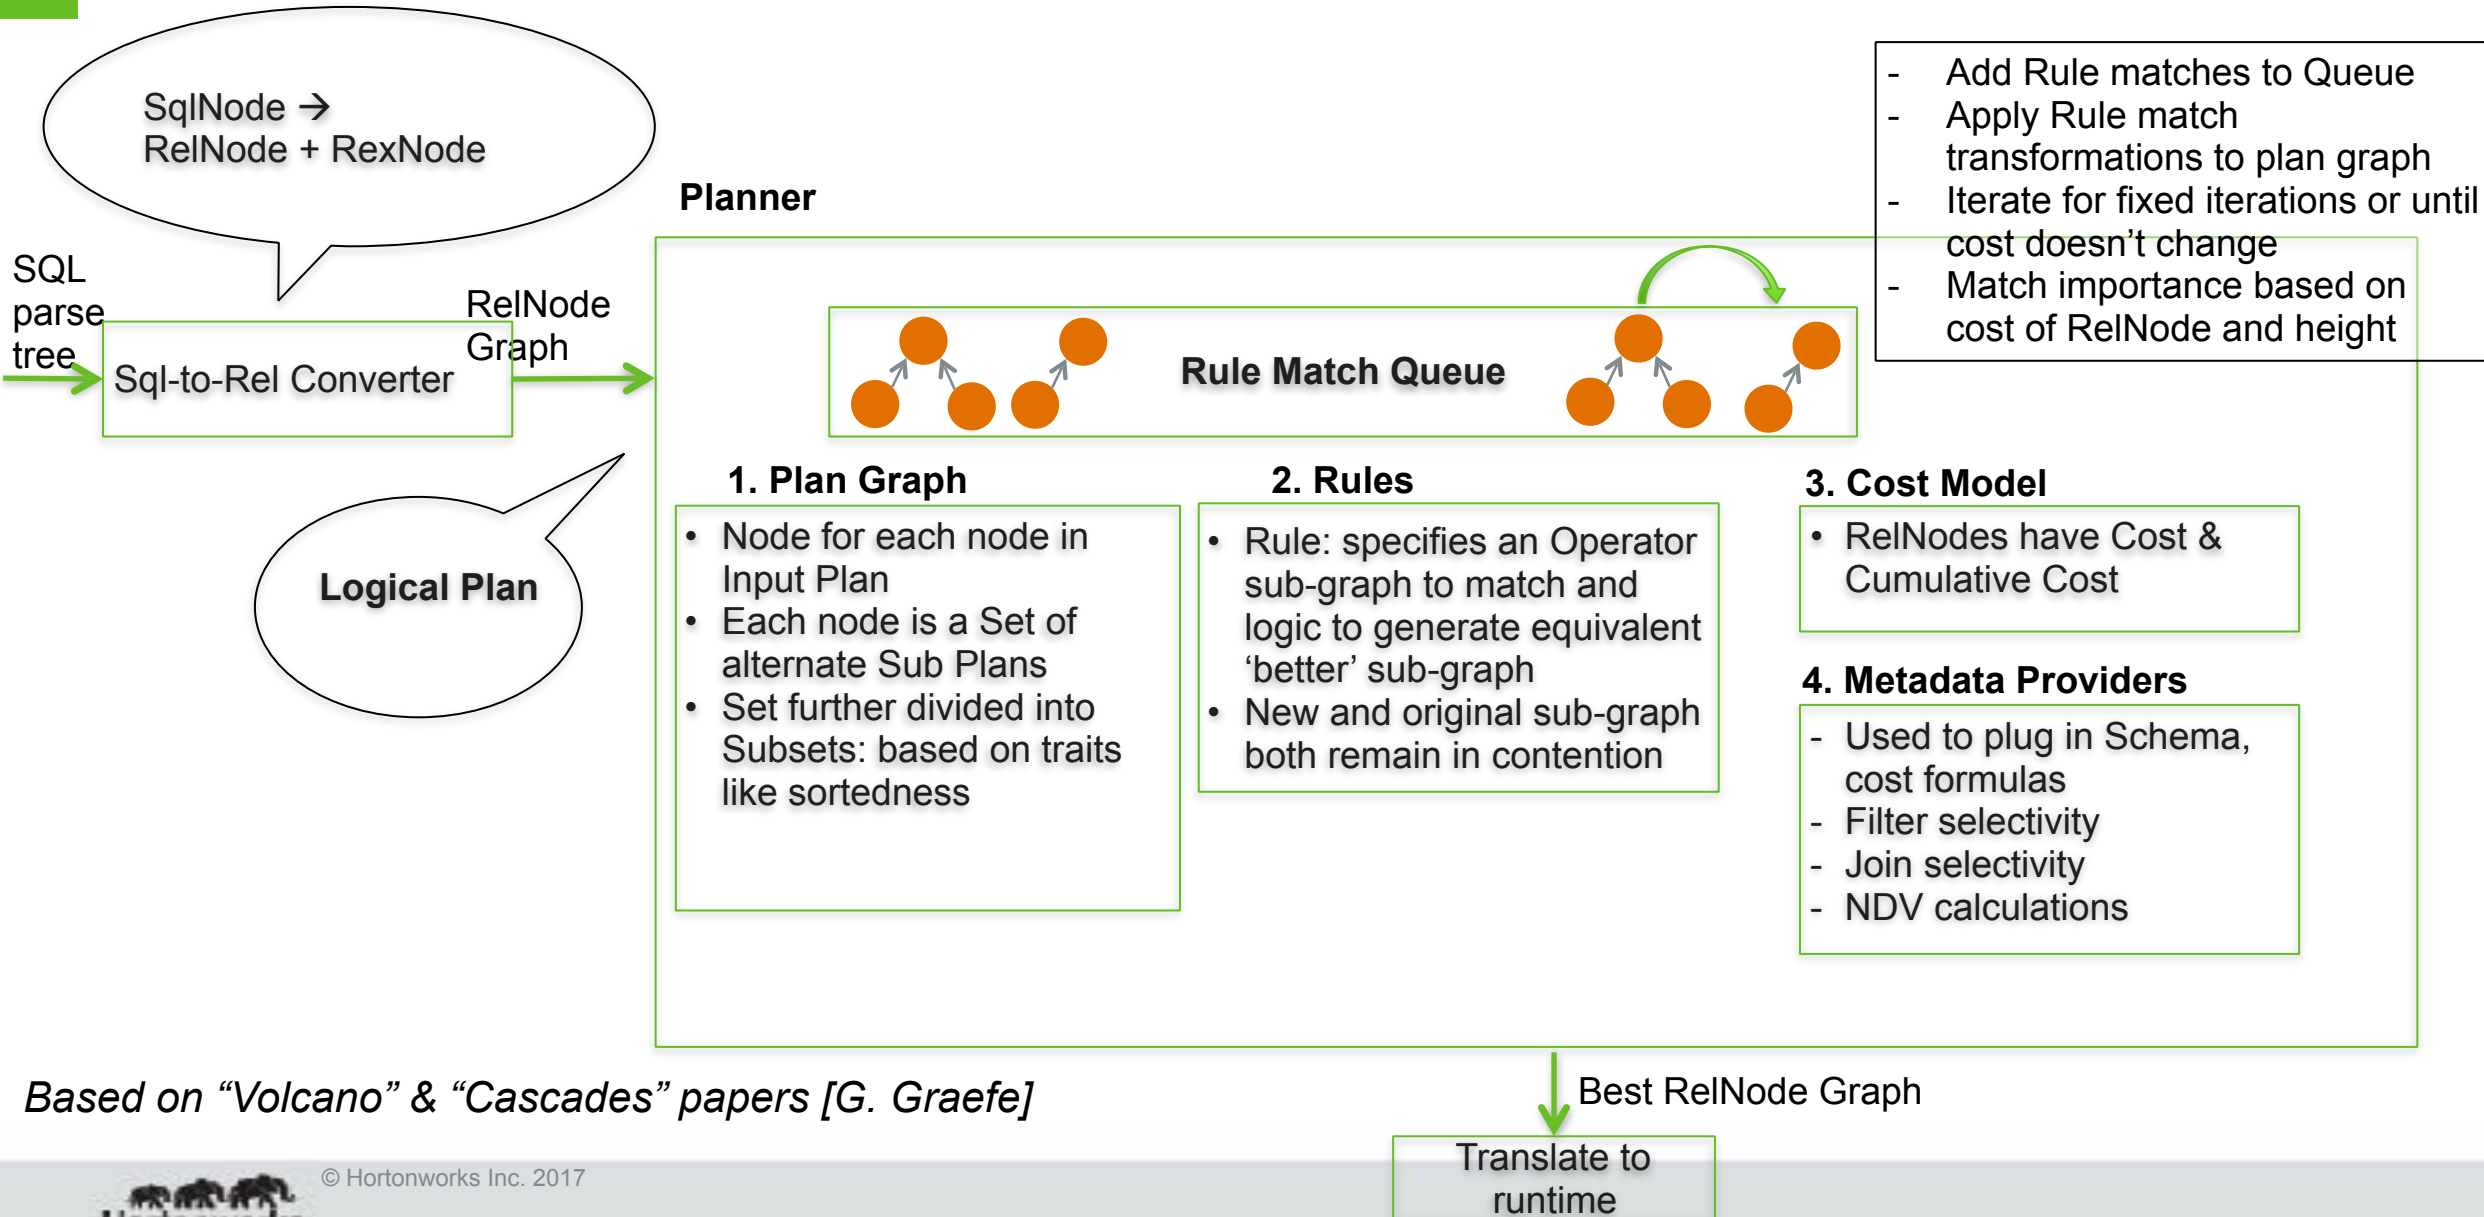 SqlNode →
RelNode + RexNode
- Add Rule matches to Queue
- Apply Rule match
transformations to plan graph
- Iterate for fixed iterations or until
cost doesn’t change
- Match importance based on
cost of RelNode and height
Planner
SQL
parse
tree
Sql-to-Rel Converter
RelNode
Graph
Rule Match Queue
Logical Plan
1. Plan Graph
• Node for each node in
Input Plan
• Each node is a Set of
alternate Sub Plans
• Set further divided into
Subsets: based on traits
like sortedness
2. Rules
• Rule: specifies an Operator
sub-graph to match and
logic to generate equivalent
‘better’ sub-graph
• New and original sub-graph
both remain in contention
3. Cost Model
• RelNodes have Cost &
Cumulative Cost
4. Metadata Providers
- Used to plug in Schema,
cost formulas
- Filter selectivity
- Join selectivity
- NDV calculations
Based on “Volcano” & “Cascades” papers [G. Graefe]
Best RelNode Graph
Translate to
runtime
© Hortonworks Inc. 2017